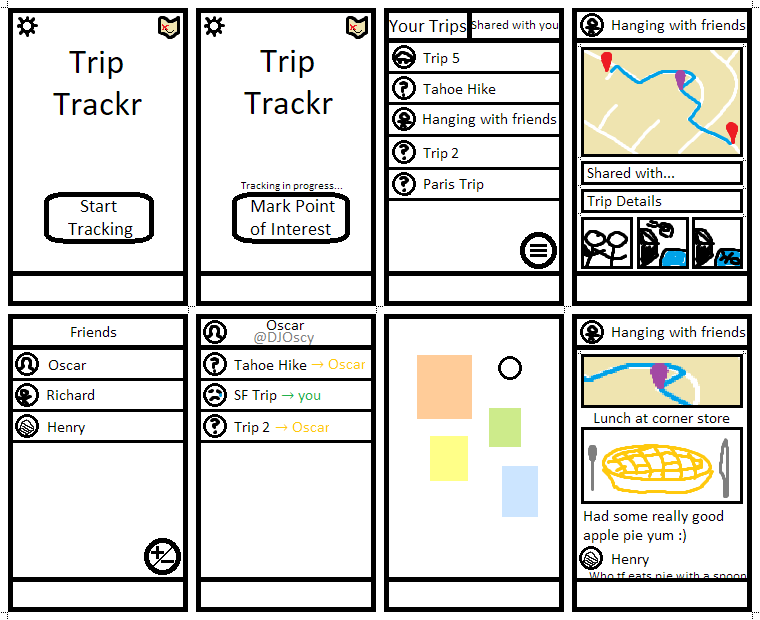 Trip
Trackr
Start
Tracking
Trip
Trackr
Tracking in progress...
Mark Point
of Interest
Your Trips
Shared with you
Trip 5
Tahoe Hike
Hanging with friends
Trip 2
Paris Trip
Hanging with friends
Shared with...
Trip Details
Friends
Oscar
Richard
Henry
Oscar
@DJOscy
Tahoe Hike → Oscar
SF Trip → you
Trip 2 → Oscar
Hanging with friends
Lunch at corner store
Had some really good
apple pie yum :)
Henry
Who tf eats pie with a spoon